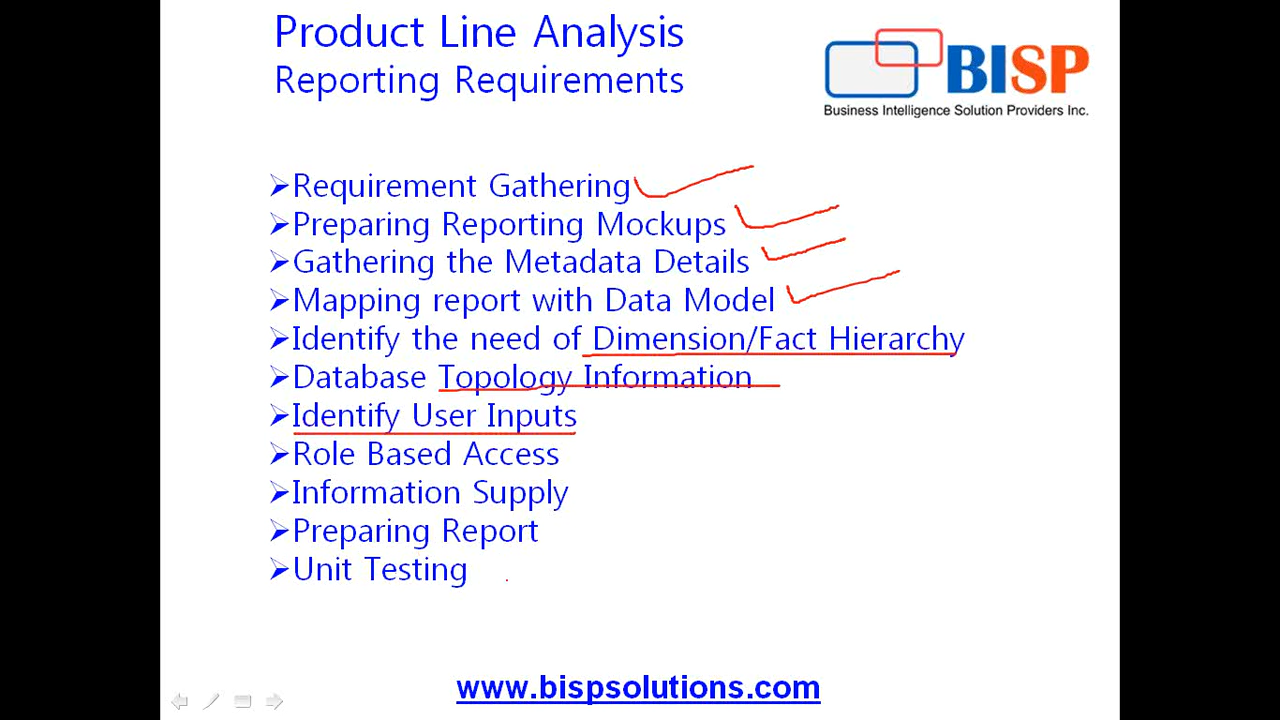 Product Line Analysis
Reporting Requirements
BISP
Business Intelligence Solution Providers Inc.
➢Requirement Gathering
➢Preparing Reporting Mockups
➢Gathering the Metadata Details
➢Mapping report with Data Model
➢Identify the need of Dimension/Fact Hierarchy
➢Database Topology Information
➢Identify User Inputs
➢Role Based Access
➢Information Supply
➢Preparing Report
➢Unit Testing
www.bispsolutions.com